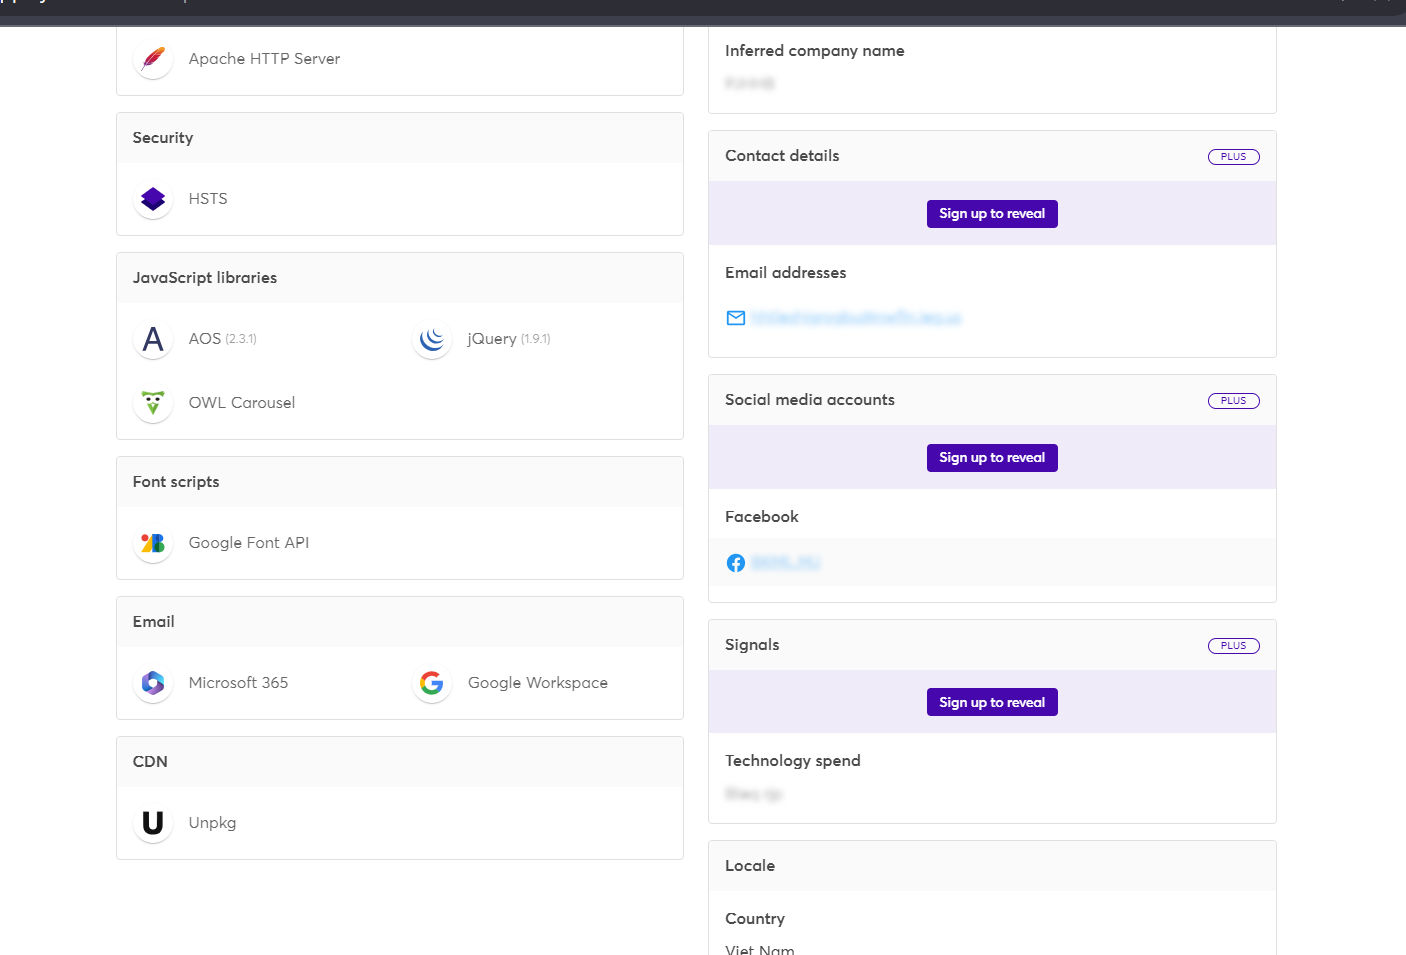 Apache HTTP Server
Security
HSTS
JavaScript libraries
AOS (2.3.1)
jQuery (1.9.1)
OWL Carousel
Font scripts
Google Font API
Email
Microsoft 365
Google Workspace
CDN
Unpkg
Inferred company name
Contact details
PLUS
Sign up to reveal
Email addresses
Social media accounts
PLUS
Sign up to reveal
Facebook
Signals
PLUS
Sign up to reveal
Technology spend
Locale
Country
Viet Nam